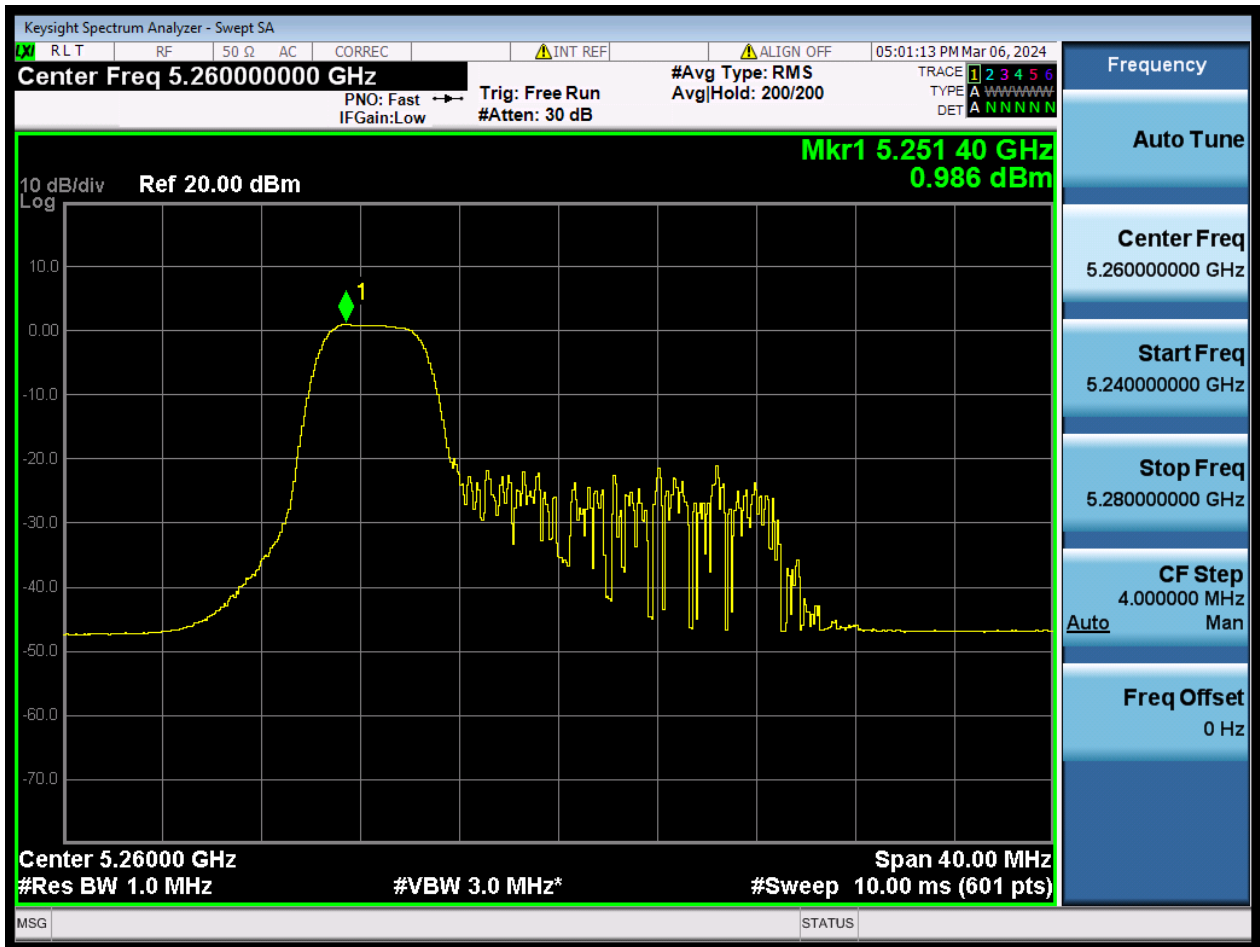 Keysight Spectrum Analyzer - Swept SA
LXI RLT RF 50 Ω AC CORREC INT REF ALIGN OFF 05:01:13 PM Mar 06, 2024
Center Freq 5.260000000 GHz
PNO: Fast
IFGain:Low
Trig: Free Run
#Atten: 30 dB
#Avg Type: RMS
Avg|Hold: 200/200
TRACE 1 2 3 4 5 6
TYPE A WWWWW
DET A N N N N N
Mkr1 5.251 40 GHz
0.986 dBm
10 dB/div Ref 20.00 dBm
Log
10.0
1
0.00
-10.0
-20.0
-30.0
-40.0
-50.0
-60.0
-70.0
Center 5.26000 GHz Span 40.00 MHz
#Res BW 1.0 MHz #VBW 3.0 MHz* #Sweep 10.00 ms (601 pts)
MSG STATUS
Frequency
Auto Tune
Center Freq
5.260000000 GHz
Start Freq
5.240000000 GHz
Stop Freq
5.280000000 GHz
CF Step
4.000000 MHz
Auto Man
Freq Offset
0 Hz